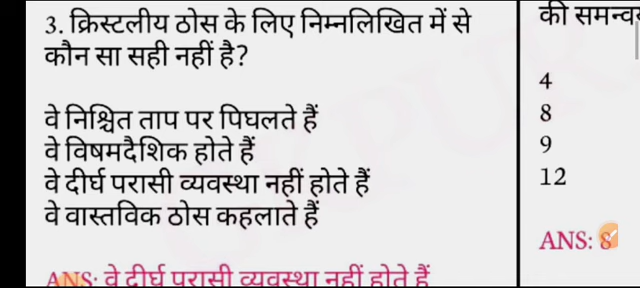 3. क्रिस्टलीय ठोस के लिए निम्नलिखित में से
कौन सा सही नहीं है?
वे निश्चित ताप पर पिघलते हैं
वे विषमदैशिक होते हैं
वे दीर्घ परासी व्यवस्था नहीं होते हैं
वे वास्तविक ठोस कहलाते हैं
ANS: वे दीर्घ परासी व्यवस्था नहीं होते हैं
की
4
8
9
12
ANS: 8